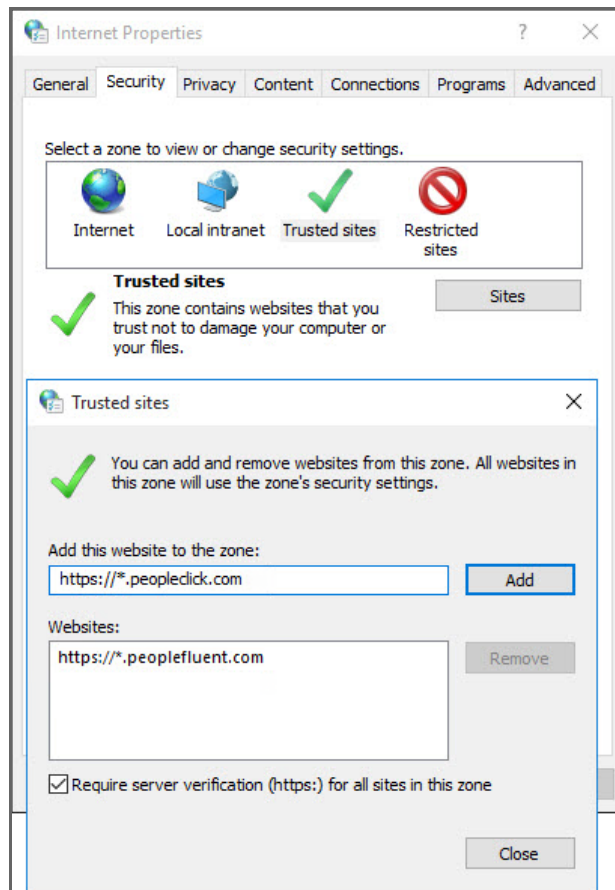 Internet Properties
?
General Security Privacy Content Connections Programs Advanced
Select a zone to view or change security settings.
Internet Local intranet Trusted sites Restricted
sites
Trusted sites
Sites
This zone contains websites that you
trust not to damage your computer or
your files.
Trusted sites
You can add and remove websites from this zone. All websites in
this zone will use the zone's security settings.
Add this website to the zone:
https://*.peopleclick.com Add
Websites:
https://*.peoplefluent.com Remove
Require server verification (https:) for all sites in this zone
Close